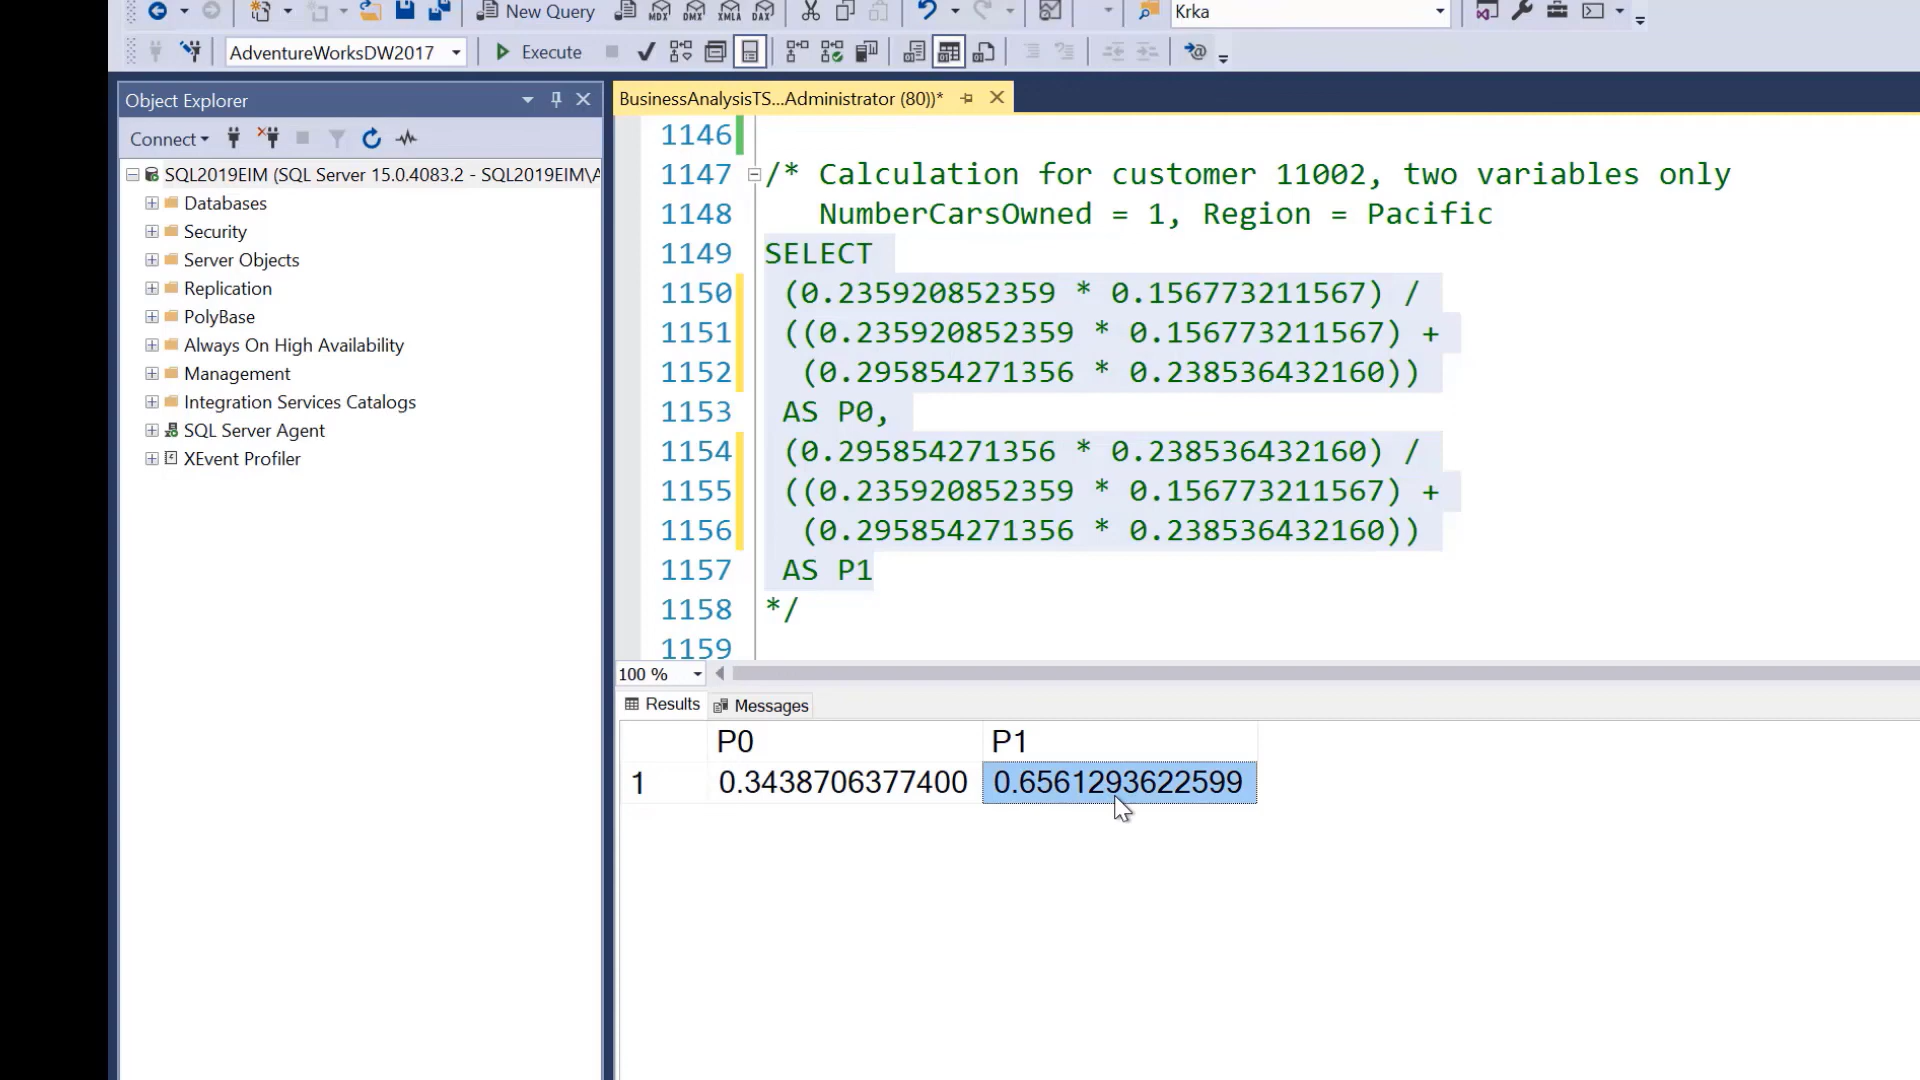 New Query
MDX
DMX
XMLA
DAX
Krka
AdventureWorksDW2017
Execute
Object Explorer
Connect
SQL2019EIM (SQL Server 15.0.4083.2 - SQL2019EIM\A
Databases
Security
Server Objects
Replication
PolyBase
Always On High Availability
Management
Integration Services Catalogs
SQL Server Agent
XEvent Profiler
BusinessAnalysisTS...Administrator (80))*
1146
1147 /* Calculation for customer 11002, two variables only
1148 NumberCarsOwned = 1, Region = Pacific
1149 SELECT
1150 (0.235920852359 * 0.156773211567) /
1151 ((0.235920852359 * 0.156773211567) +
1152 (0.295854271356 * 0.238536432160))
1153 AS P0,
1154 (0.295854271356 * 0.238536432160) /
1155 ((0.235920852359 * 0.156773211567) +
1156 (0.295854271356 * 0.238536432160))
1157 AS P1
1158 */
1159
100 %
Results Messages
P0 P1
1 0.3438706377400 0.6561293622599